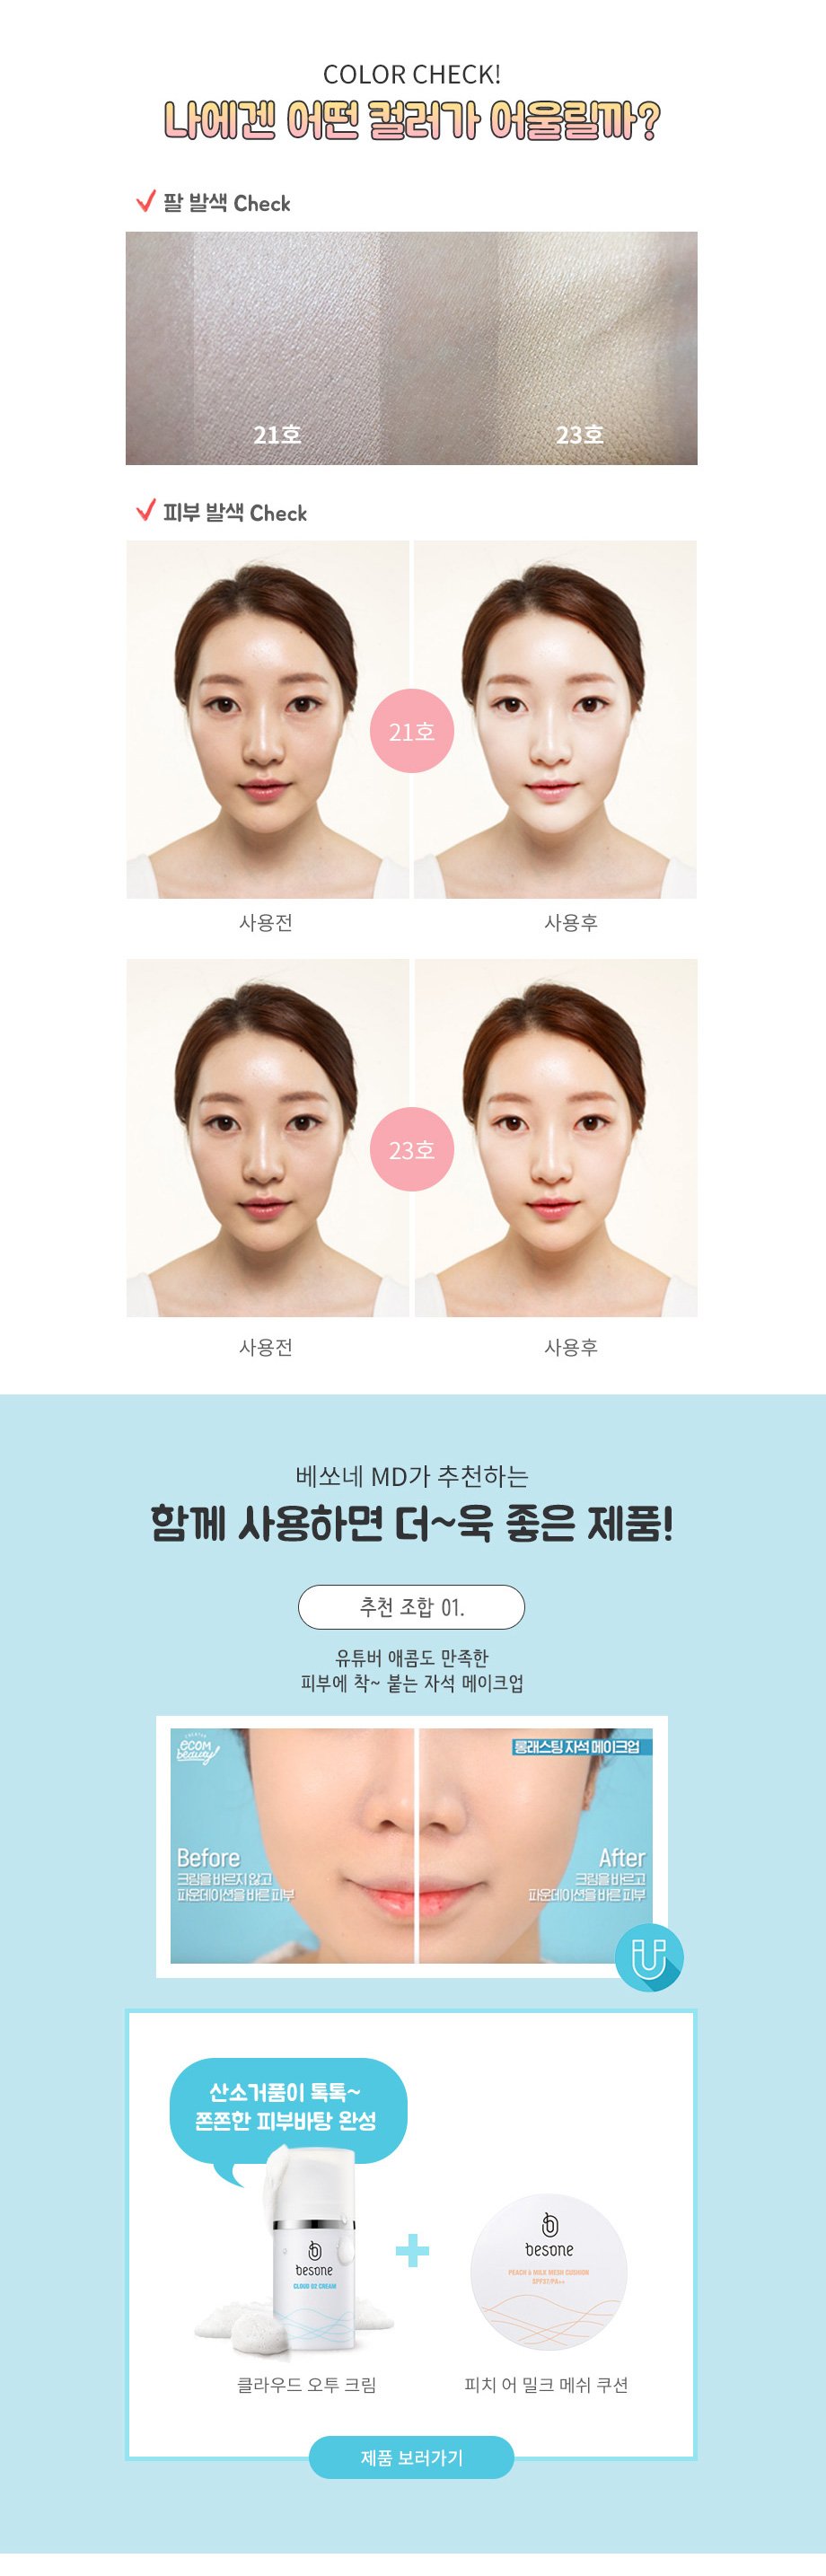 COLOR CHECK!
나에겐 어떤 컬러가 어울릴까?
팔 발색 Check
21호
23호
피부 발색 Check
21호
사용전
사용후
23호
사용전
사용후
베쏘네 MD가 추천하는
함께 사용하면 더~욱 좋은 제품!
추천 조합 01.
유튜버 애콤도 만족한
피부에 착~ 붙는 자석 메이크업
ecom
beauty
롱래스팅 자석 메이크업
Before
크림을 바르지 않고
파운데이션을 바른 피부
After
크림을 바르고
파운데이션을 바른 피부
산소거품이 톡톡~
쫀쫀한 피부바탕 완성
besone
CLOUD O2 CREAM
besone
PEACH A MILK MESH CUSHION
SPF37/PA++
클라우드 오투 크림
피치 어 밀크 메쉬 쿠션
제품 보러가기